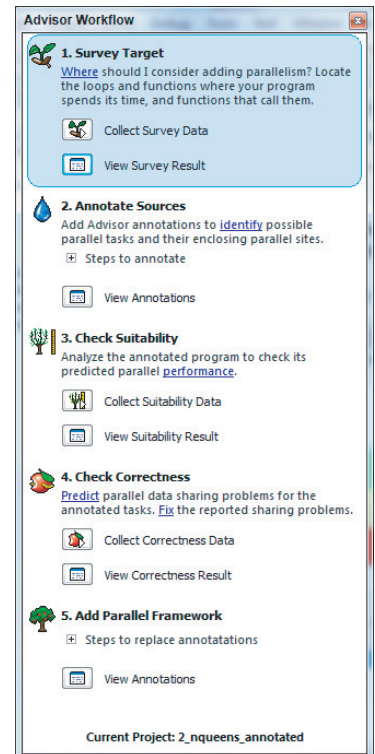 Advisor Workflow
1. Survey Target
Where should I consider adding parallelism? Locate
the loops and functions where your program
spends its time, and functions that call them.
Collect Survey Data
View Survey Result
2. Annotate Sources
Add Advisor annotations to identify possible
parallel tasks and their enclosing parallel sites.
Steps to annotate
View Annotations
3. Check Suitability
Analyze the annotated program to check its
predicted parallel performance.
Collect Suitability Data
View Suitability Result
4. Check Correctness
Predict parallel data sharing problems for the
annotated tasks. Fix the reported sharing problems.
Collect Correctness Data
View Correctness Result
5. Add Parallel Framework
Steps to replace annotatations
View Annotations
Current Project: 2_nqueens_annotated